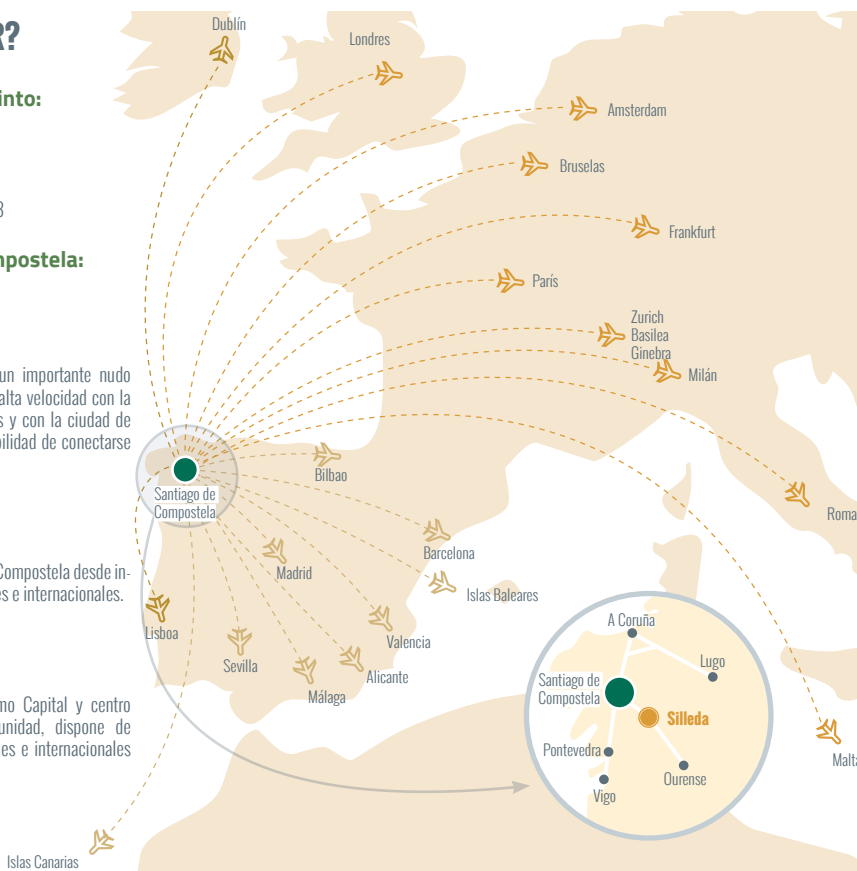 R?
into:
3
mpostela:
un importante nudo
alta velocidad con la
s y con la ciudad de
bilidad de conectarse
Compostela desde in-
es e internacionales.
mo Capital y centro
unidad, dispone de
es e internacionales
Dublín
Londres
Amsterdam
Bruselas
Frankfurt
París
Zurich
Basilea
Ginebra
Milán
Roma
Malta
Bilbao
Santiago de
Compostela
Barcelona
Madrid
Islas Baleares
Lisboa
Sevilla
Valencia
Alicante
Málaga
Islas Canarias
A Coruña
Lugo
Santiago de
Compostela
Silleda
Pontevedra
Ourense
Vigo